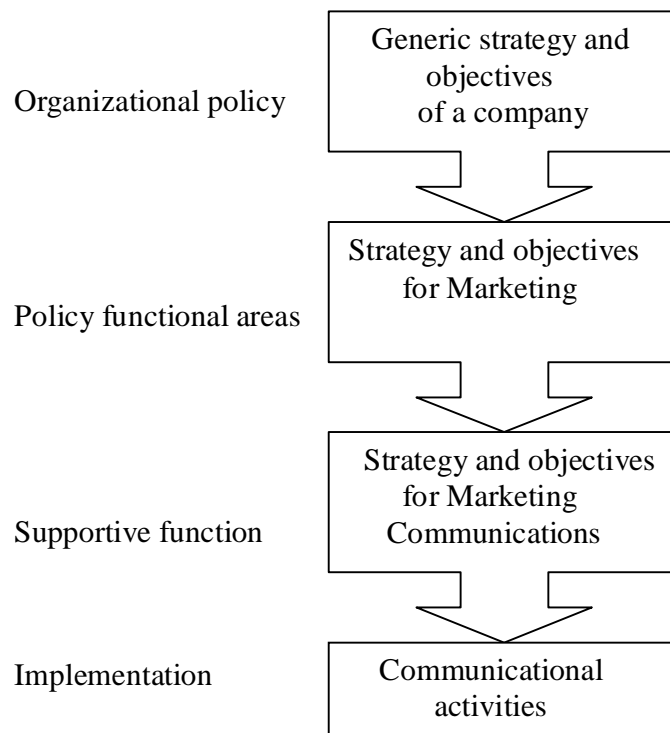 Generic strategy and
objectives
of a company
Organizational policy
Strategy and objectives
for Marketing
Policy functional areas
Strategy and objectives
for Marketing
Communications
Supportive function
Communicational
activities
Implementation